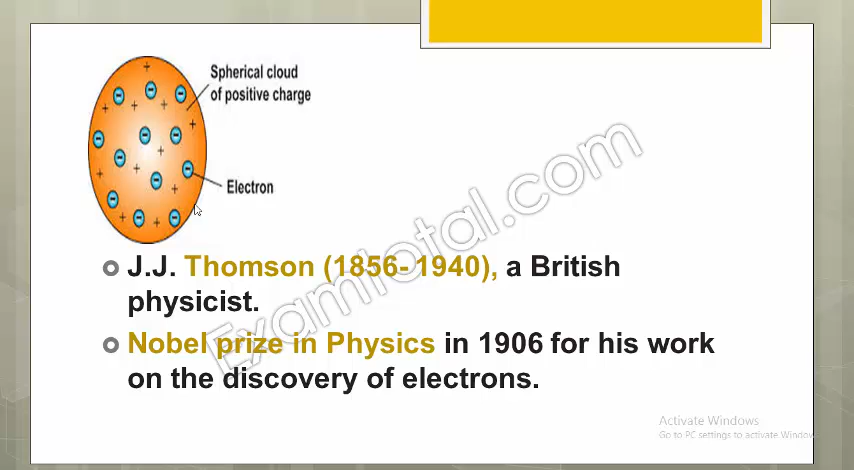 Spherical cloud
of positive charge
Electron
J.J. Thomson (1856- 1940), a British
physicist.
Nobel prize in Physics in 1906 for his work
on the discovery of electrons.
Examtotal.com
Activate Windows
Go to PC settings to activate Window